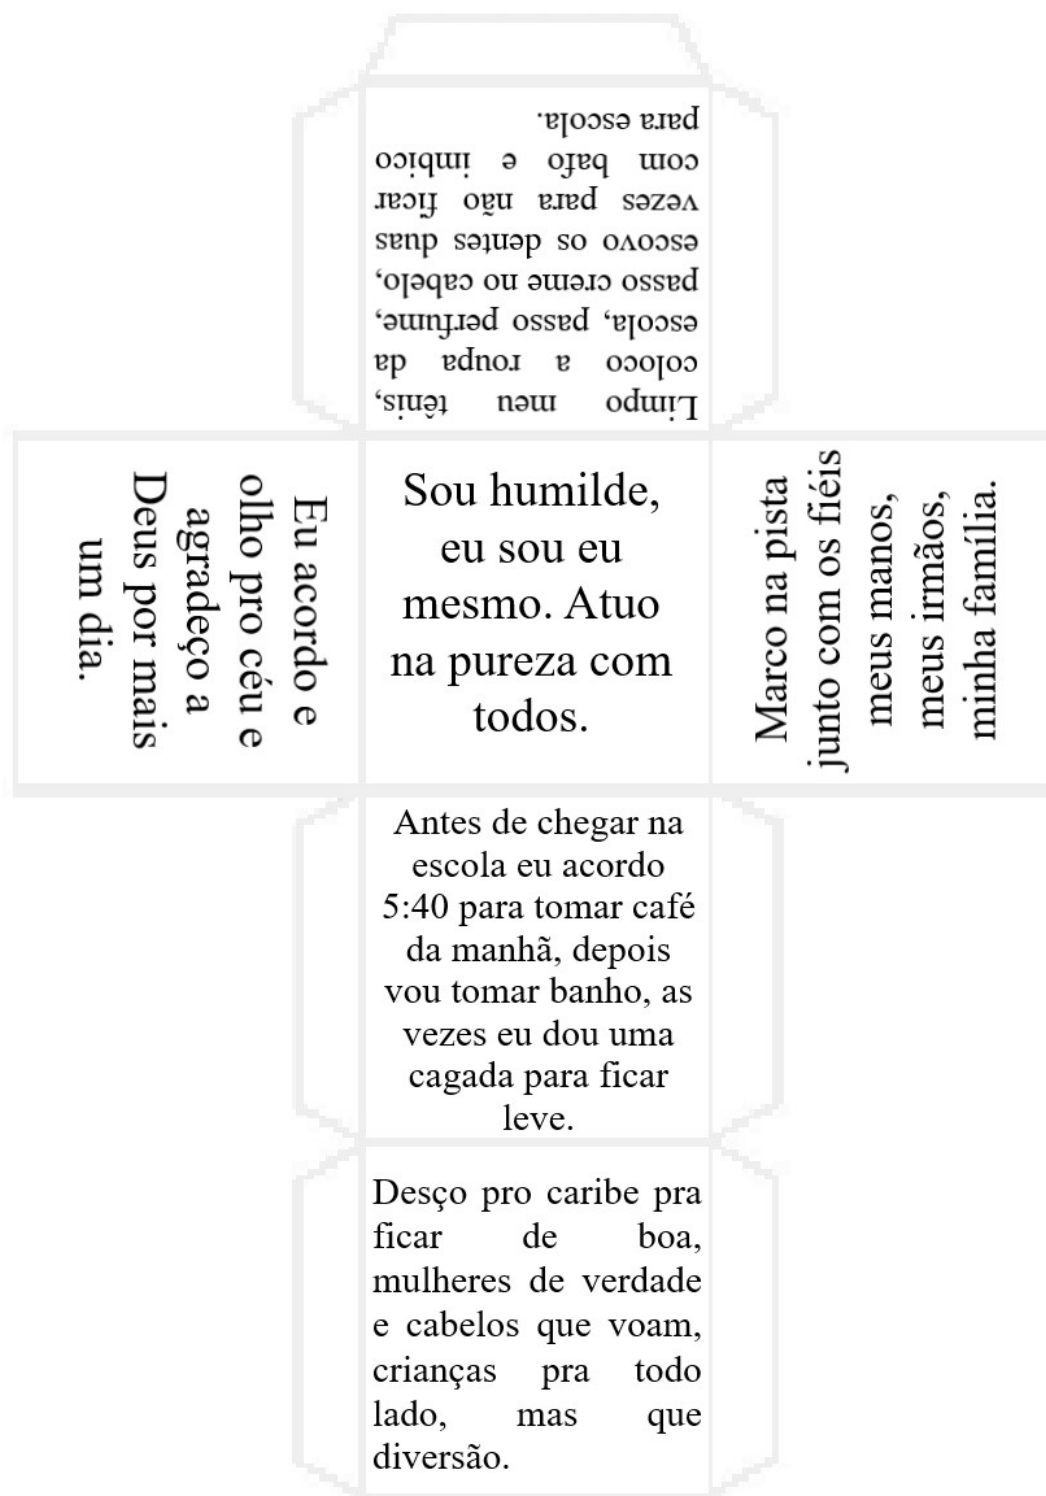 Limpo meu tênis,
coloco a roupa da
escola, passo perfume,
passo creme no cabelo,
escovo os dentes duas
vezes para não ficar
com bafo e imbico
para escola.
Eu acordo e
olho pro céu e
agradeço a
Deus por mais
um dia.
Sou humilde,
eu sou eu
mesmo. Atuo
na pureza com
todos.
Marco na pista
junto com os fiéis
meus manos,
meus irmãos,
minha família.
Antes de chegar na
escola eu acordo
5:40 para tomar café
da manhã, depois
vou tomar banho, as
vezes eu dou uma
cagada para ficar
leve.
Desço pro caribe pra
ficar de boa,
mulheres de verdade
e cabelos que voam,
crianças pra todo
lado, mas que
diversão.